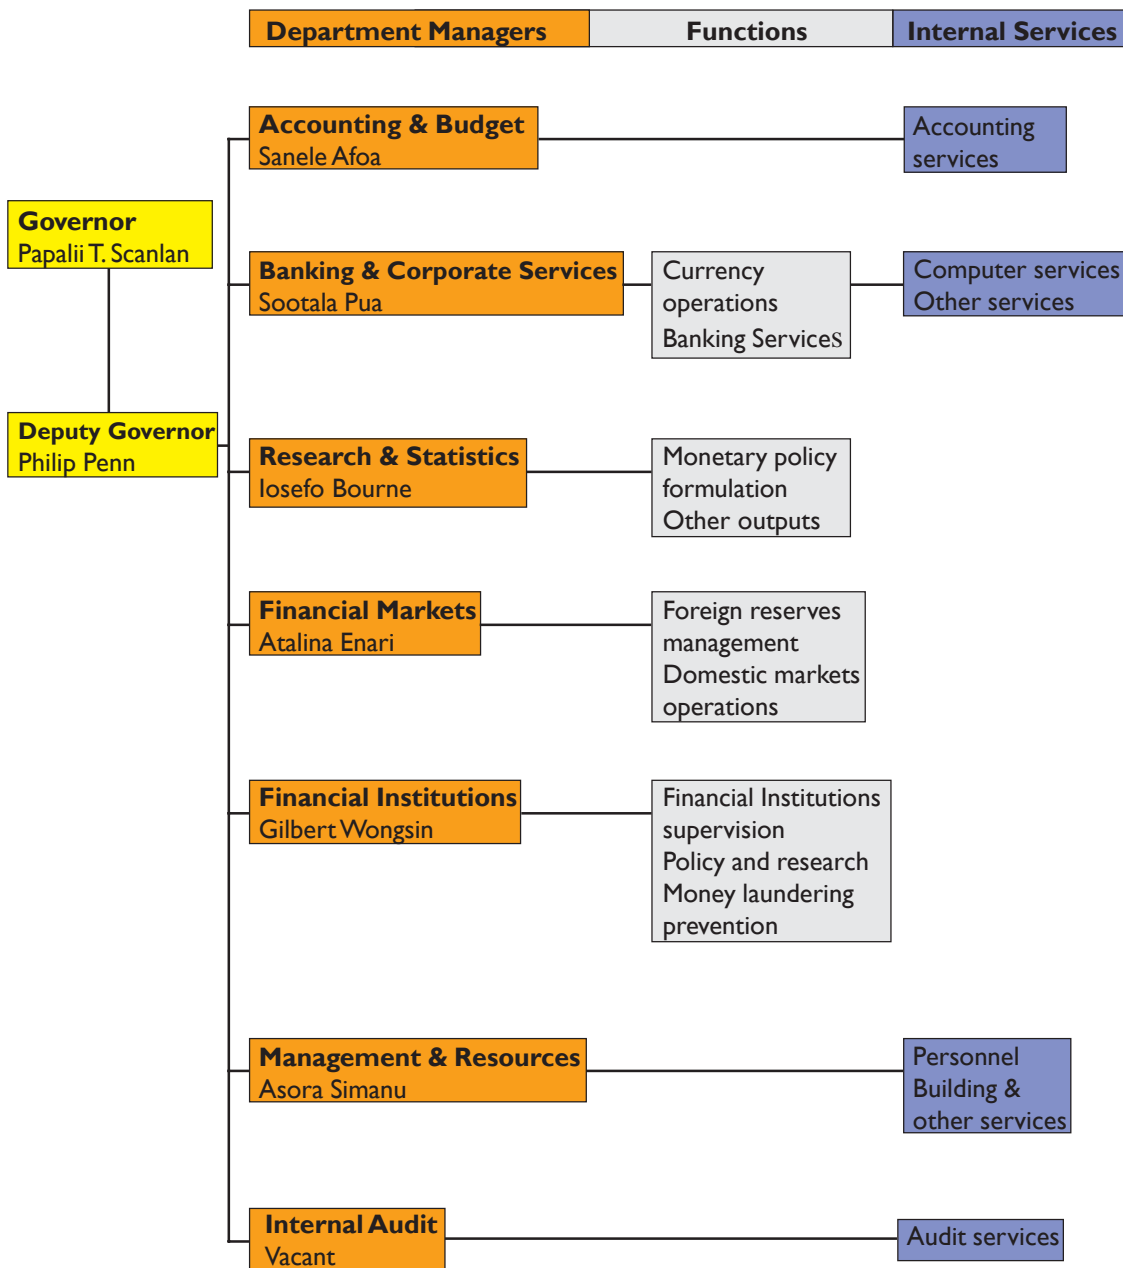 Department Managers
Functions
Internal Services
Accounting & Budget
Sanele Afoa
Accounting
services
Governor
Papalii T. Scanlan
Banking & Corporate Services
Sootala Pua
Currency
operations
Banking Services
Computer services
Other services
Deputy Governor
Philip Penn
Research & Statistics
Iosefo Bourne
Monetary policy
formulation
Other outputs
Financial Markets
Atalina Enari
Foreign reserves
management
Domestic markets
operations
Financial Institutions
Gilbert Wongsin
Financial Institutions
supervision
Policy and research
Money laundering
prevention
Management & Resources
Asora Simanu
Personnel
Building &
other services
Internal Audit
Vacant
Audit services